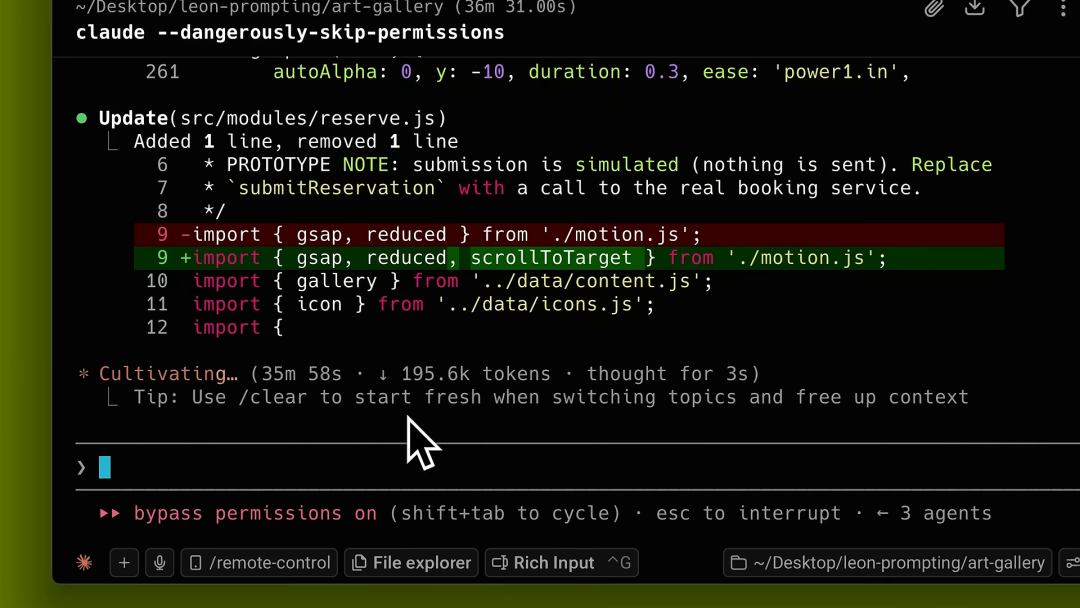 ~/Desktop/leon-prompting/art-gallery (36m 31.00s)
claude --dangerously-skip-permissions
261 autoAlpha: 0, y: -10, duration: 0.3, ease: 'power1.in',
● Update(src/modules/reserve.js)
⎿ Added 1 line, removed 1 line
6 * PROTOTYPE NOTE: submission is simulated (nothing is sent). Replace
7 * `submitReservation` with a call to the real booking service.
8 */
9 -import { gsap, reduced } from './motion.js';
9 +import { gsap, reduced, scrollToTarget } from './motion.js';
10 import { gallery } from '../data/content.js';
11 import { icon } from '../data/icons.js';
12 import {
* Cultivating… (35m 58s · ↓ 195.6k tokens · thought for 3s)
⎿ Tip: Use /clear to start fresh when switching topics and free up context
❯
⏵⏵ bypass permissions on (shift+tab to cycle) · esc to interrupt · ← 3 agents
/remote-control File explorer Rich Input ^G ~/Desktop/leon-prompting/art-gallery